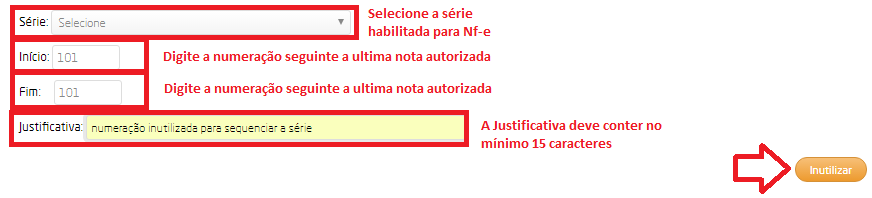 Série: Selecione
Selecione a série
habilitada para Nf-e
Início: 101
Digite a numeração seguinte a ultima nota autorizada
Fim: 101
Digite a numeração seguinte a ultima nota autorizada
Justificativa: numeração inutilizada para sequenciar a série
A Justificativa deve conter no
mínimo 15 caracteres
Inutilizar